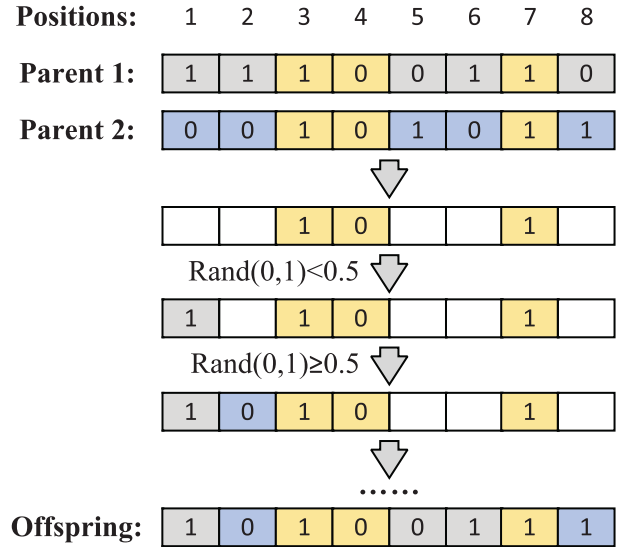 Positions: 1 2 3 4 5 6 7 8
Parent 1: 1 1 1 0 0 1 1 0
Parent 2: 0 0 1 0 1 0 1 1
1 0 1
Rand(0,1)<0.5
1 1 0 1
Rand(0,1)≥0.5
1 0 1 0 1
······
Offspring: 1 0 1 0 0 1 1 1